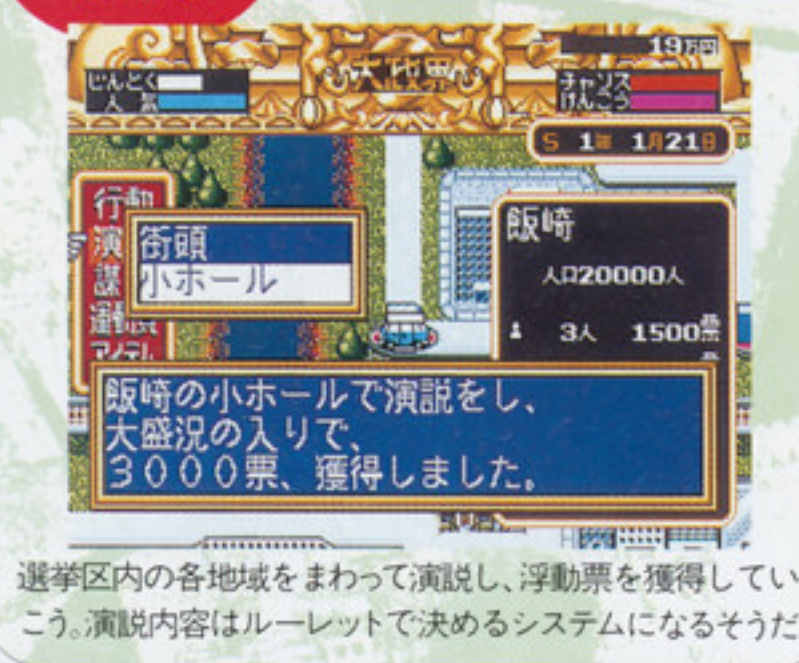 19万円
じんとく
チャンス
人気
けんこう
S 1年 1月21日
行動
街頭
小ホール
飯崎
人口20000人
3人 1500票
飯崎の小ホールで演説をし、
大盛況の入りで、
3000票、獲得しました。
選挙区内の各地域をまわって演説し、浮動票を獲得してい
こう。演説内容はルーレットで決めるシステムになるそうだ